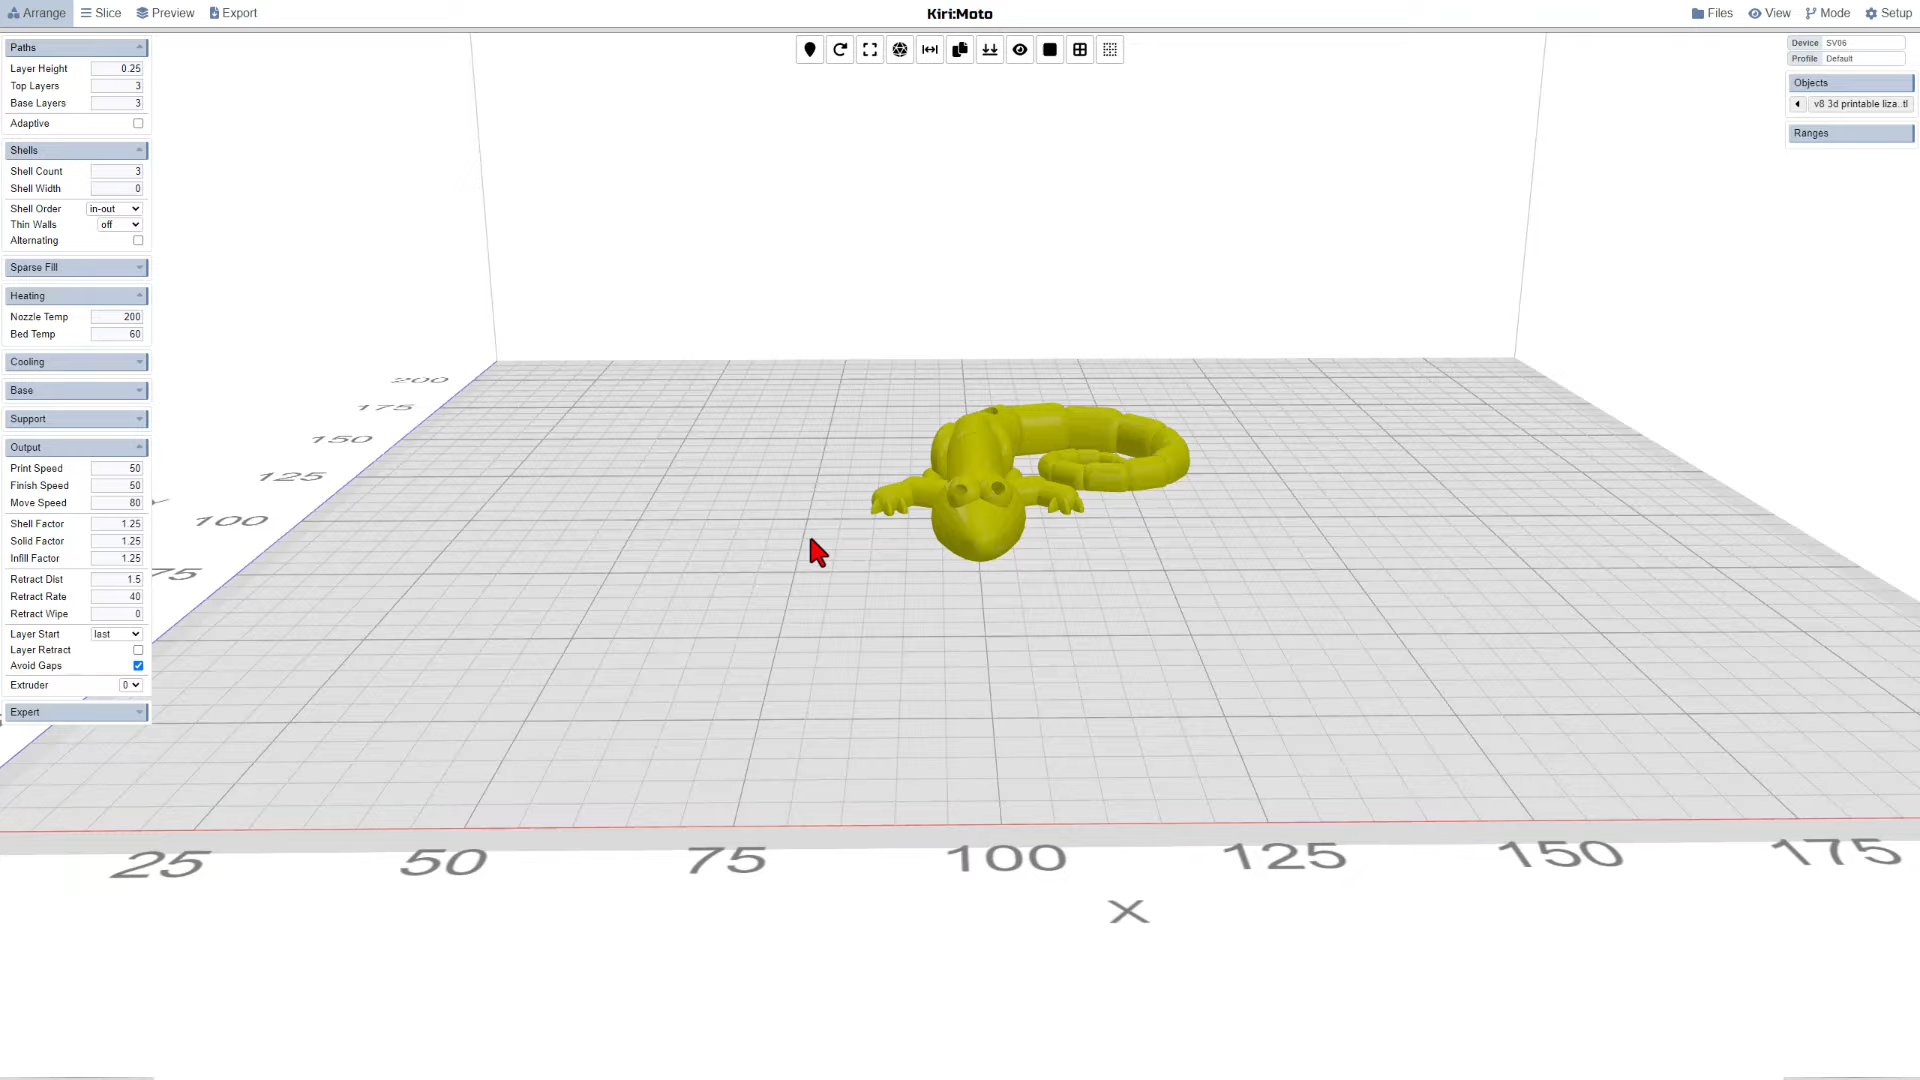 Arrange Slice Preview Export Kiri:Moto Files View Mode Setup
Paths
Layer Height 0.25
Top Layers 3
Base Layers 3
Adaptive
Shells
Shell Count 3
Shell Width 0
Shell Order in-out
Thin Walls off
Alternating
Sparse Fill
Heating
Nozzle Temp 200
Bed Temp 60
Cooling
Base
Support
Output
Print Speed 50
Finish Speed 50
Move Speed 80
Shell Factor 1.25
Solid Factor 1.25
Infill Factor 1.25
Retract Dist 1.5
Retract Rate 40
Retract Wipe 0
Layer Start last
Layer Retract
Avoid Gaps
Extruder 0
Expert
Device SV06
Profile Default
Objects
v8 3d printable liza..tl
Ranges
200
175
150
125
100
75
25 50 75 100 125 150 175
X